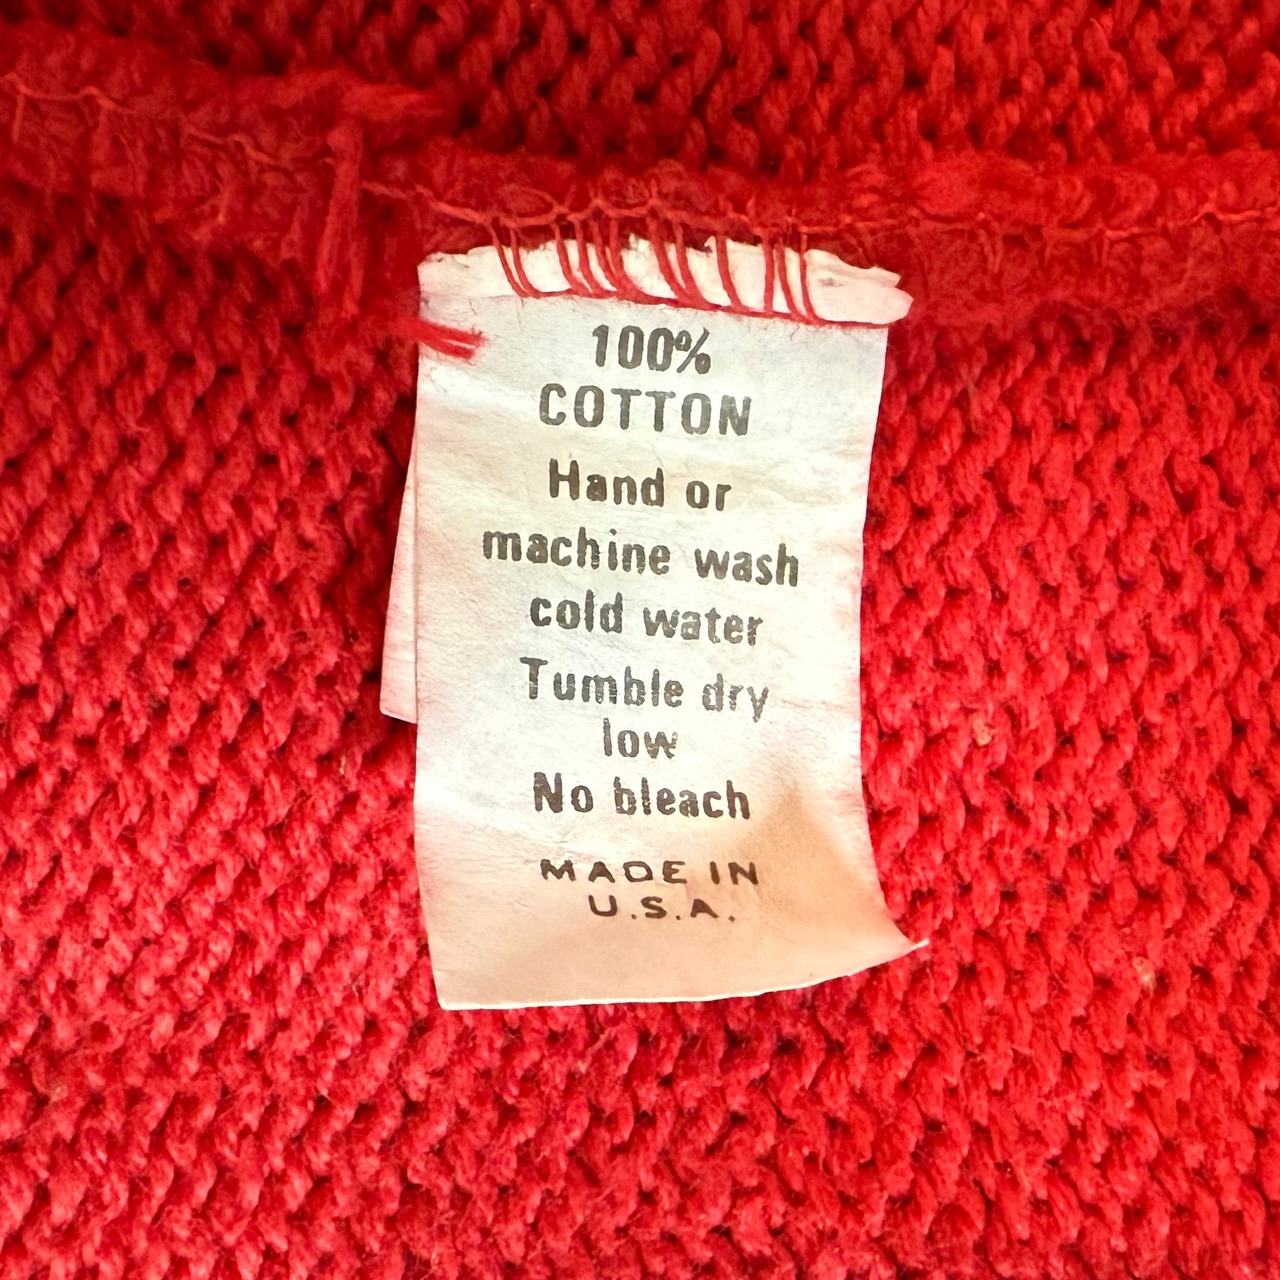 100%
COTTON
Hand or
machine wash
cold water
Tumble dry
low
No bleach
MADE IN
U.S.A.